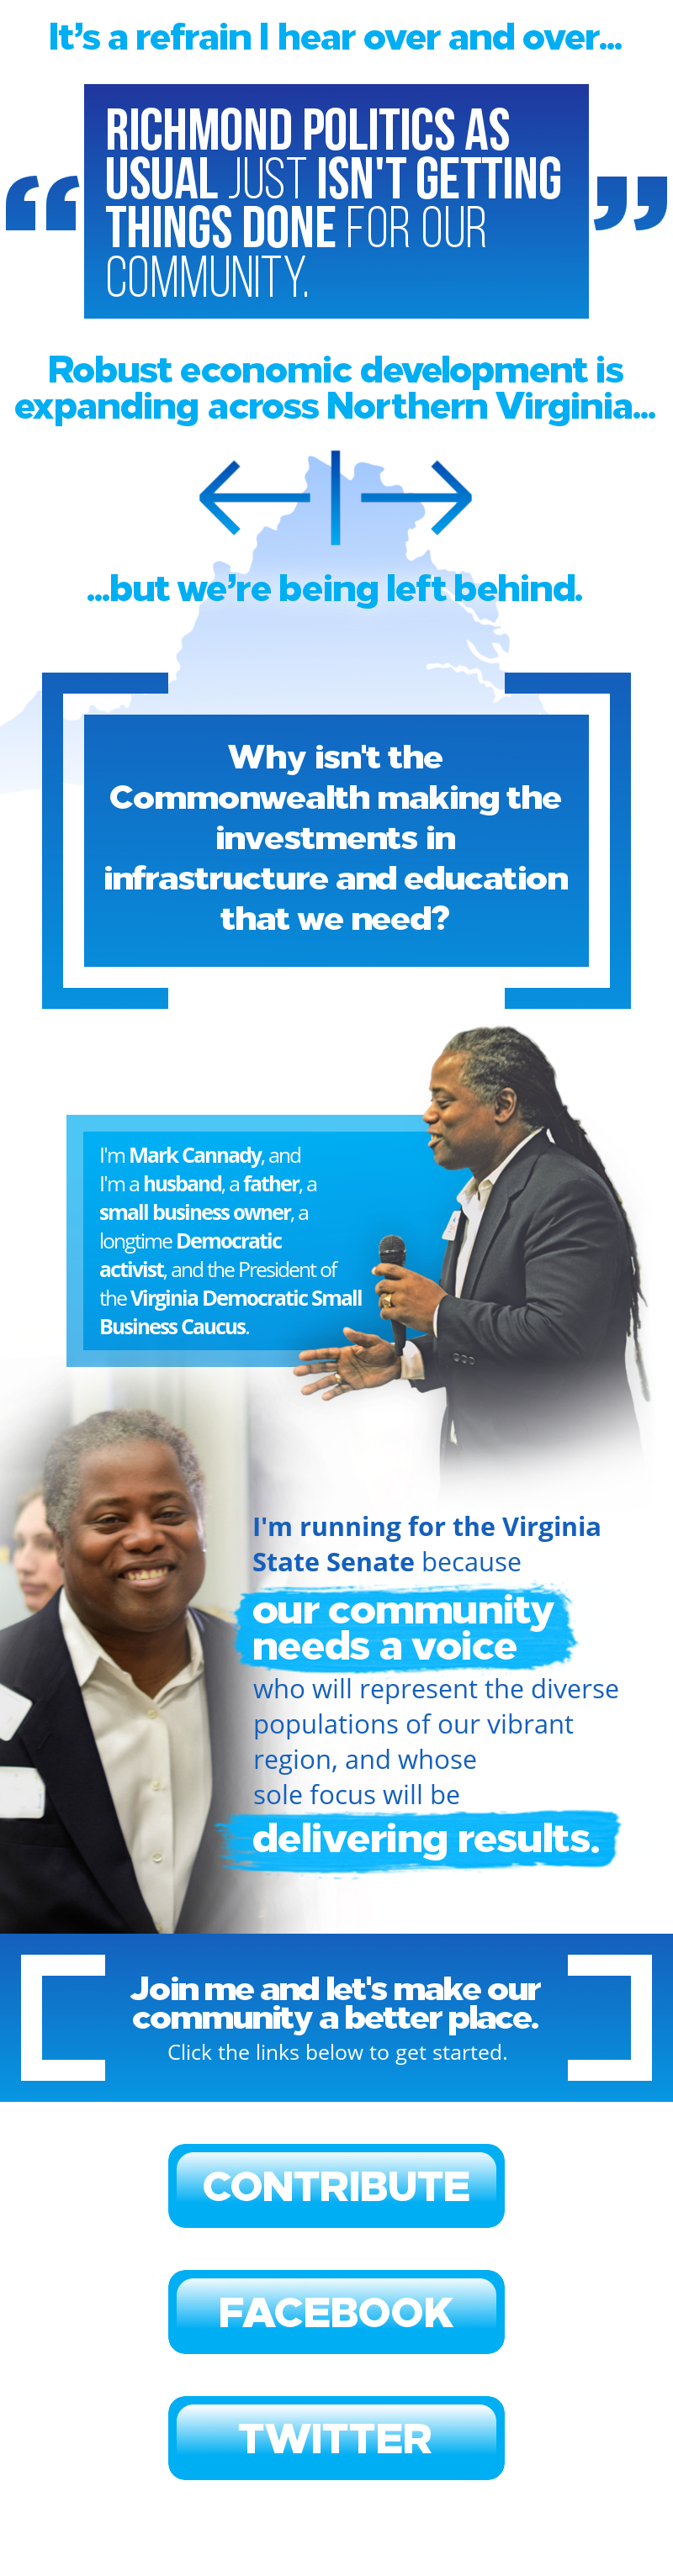 It’s a refrain I hear over and over...
“
RICHMOND POLITICS AS
USUAL JUST ISN'T GETTING
THINGS DONE FOR OUR
COMMUNITY.
”
Robust economic development is
expanding across Northern Virginia...
...but we’re being left behind.
Why isn't the
Commonwealth making the
investments in
infrastructure and education
that we need?
I'm Mark Cannady, and
I'm a husband, a father, a
small business owner, a
longtime Democratic
activist, and the President of
the Virginia Democratic Small
Business Caucus.
I'm running for the Virginia
State Senate because
our community
needs a voice
who will represent the diverse
populations of our vibrant
region, and whose
sole focus will be
delivering results.
Join me and let's make our
community a better place.
Click the links below to get started.
CONTRIBUTE
FACEBOOK
TWITTER